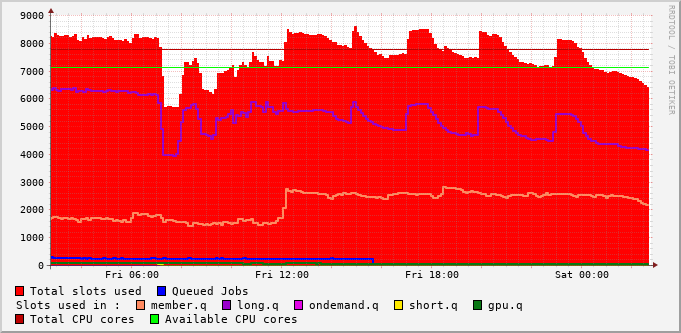 9000
8000
7000
6000
5000
4000
3000
2000
1000
0
Fri 06:00 Fri 12:00 Fri 18:00 Sat 00:00
RRDTOOL / TOBI OETIKER
Total slots used Queued Jobs
Slots used in : member.q long.q ondemand.q short.q gpu.q
Total CPU cores Available CPU cores